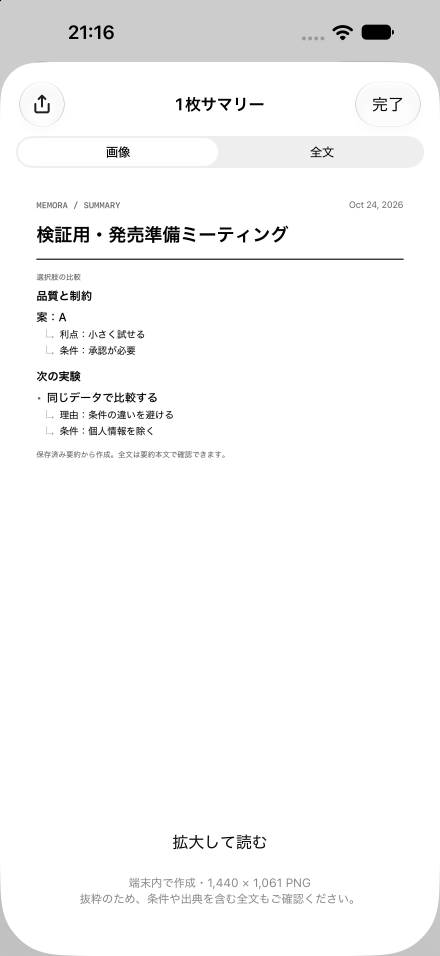 21:16
1枚サマリー
完了
画像
全文
MEMORA / SUMMARY
Oct 24, 2026
検証用・発売準備ミーティング
選択肢の比較
品質と制約
案：A
利点：小さく試せる
条件：承認が必要
次の実験
• 同じデータで比較する
理由：条件の違いを避ける
条件：個人情報を除く
保存済み要約から作成。全文は要約本文で確認できます。
拡大して読む
端末内で作成・1,440 × 1,061 PNG
抜粋のため、条件や出典を含む全文もご確認ください。